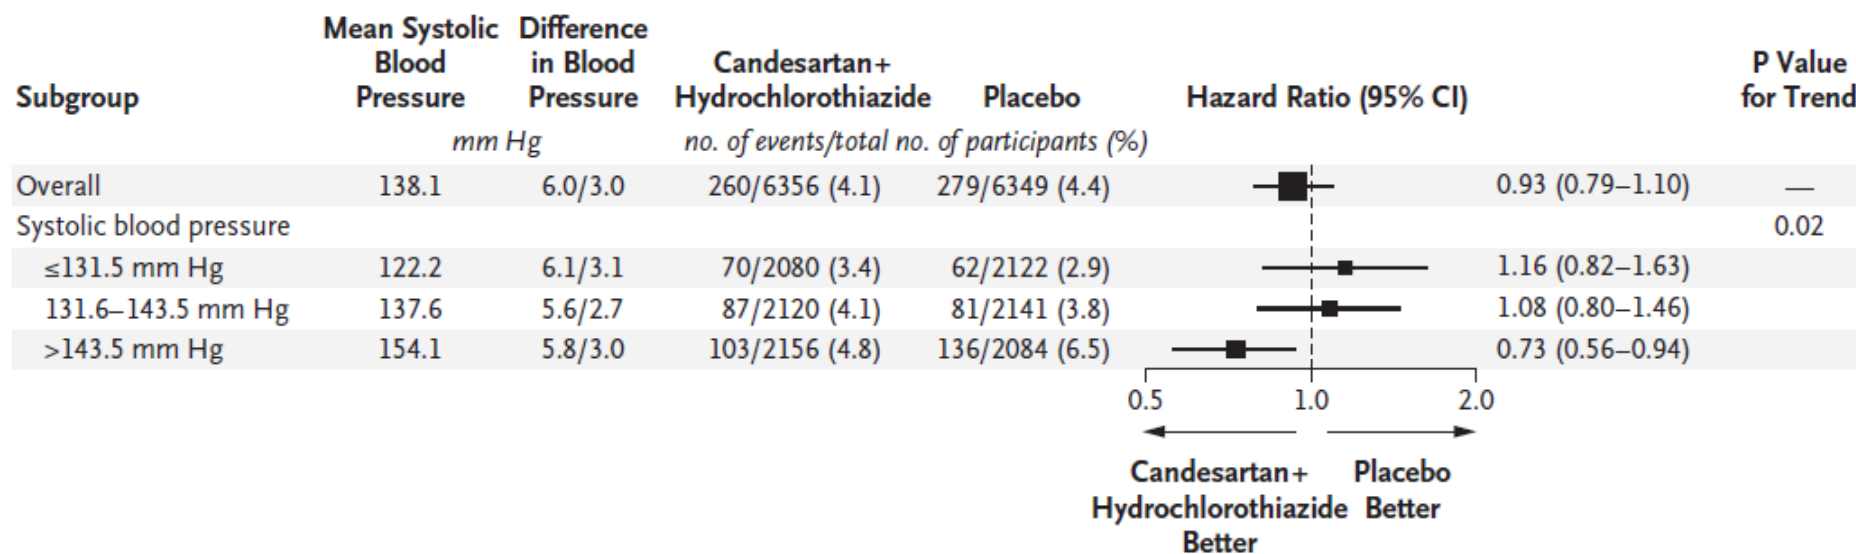 Mean Systolic Difference
Blood in Blood Candesartan+ P Value
Subgroup Pressure Pressure Hydrochlorothiazide Placebo Hazard Ratio (95% CI) for Trend
mm Hg no. of events/total no. of participants (%)
Overall 138.1 6.0/3.0 260/6356 (4.1) 279/6349 (4.4) 0.93 (0.79–1.10) —
Systolic blood pressure 0.02
≤131.5 mm Hg 122.2 6.1/3.1 70/2080 (3.4) 62/2122 (2.9) 1.16 (0.82–1.63)
131.6–143.5 mm Hg 137.6 5.6/2.7 87/2120 (4.1) 81/2141 (3.8) 1.08 (0.80–1.46)
>143.5 mm Hg 154.1 5.8/3.0 103/2156 (4.8) 136/2084 (6.5) 0.73 (0.56–0.94)
0.5 1.0 2.0
Candesartan+ Placebo
Hydrochlorothiazide Better
Better